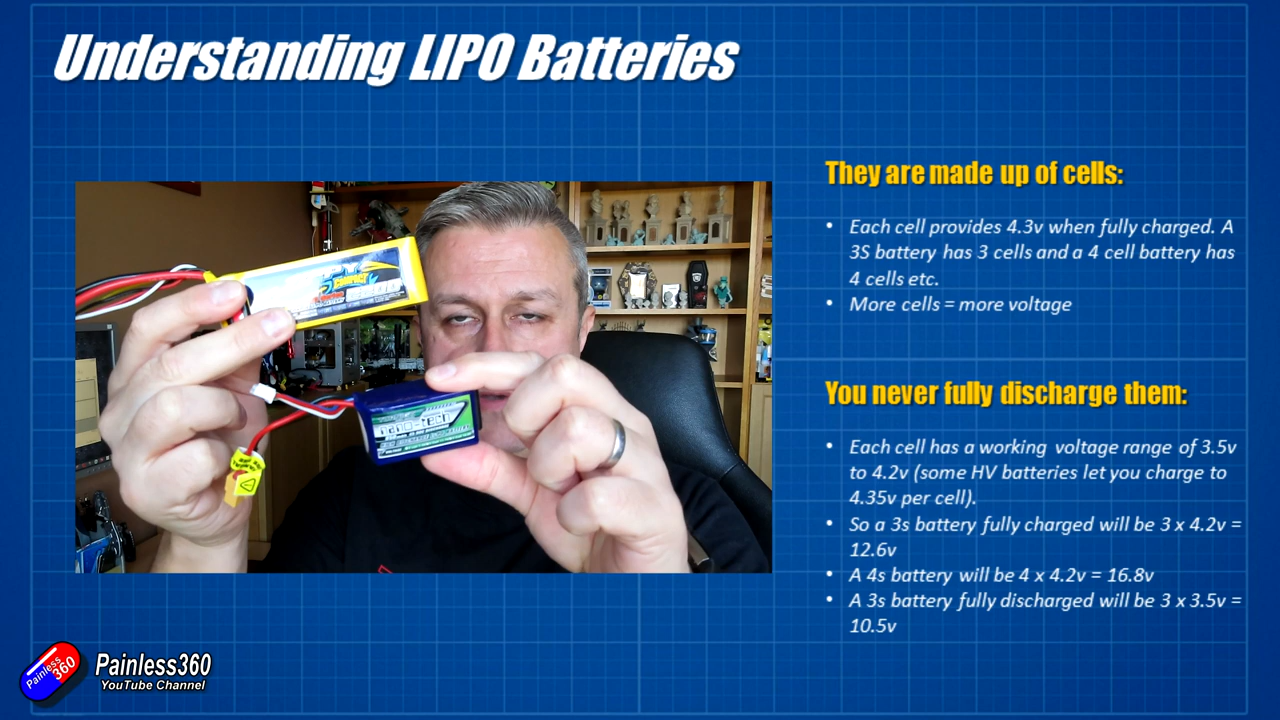 Understanding LIPO Batteries
They are made up of cells:
• Each cell provides 4.3v when fully charged. A
3S battery has 3 cells and a 4 cell battery has
4 cells etc.
• More cells = more voltage
You never fully discharge them:
• Each cell has a working voltage range of 3.5v
to 4.2v (some HV batteries let you charge to
4.35v per cell).
• So a 3s battery fully charged will be 3 x 4.2v =
12.6v
• A 4s battery will be 4 x 4.2v = 16.8v
• A 3s battery fully discharged will be 3 x 3.5v =
10.5v
COMPACT
nano-tech
Painless
360
Painless360
YouTube Channel